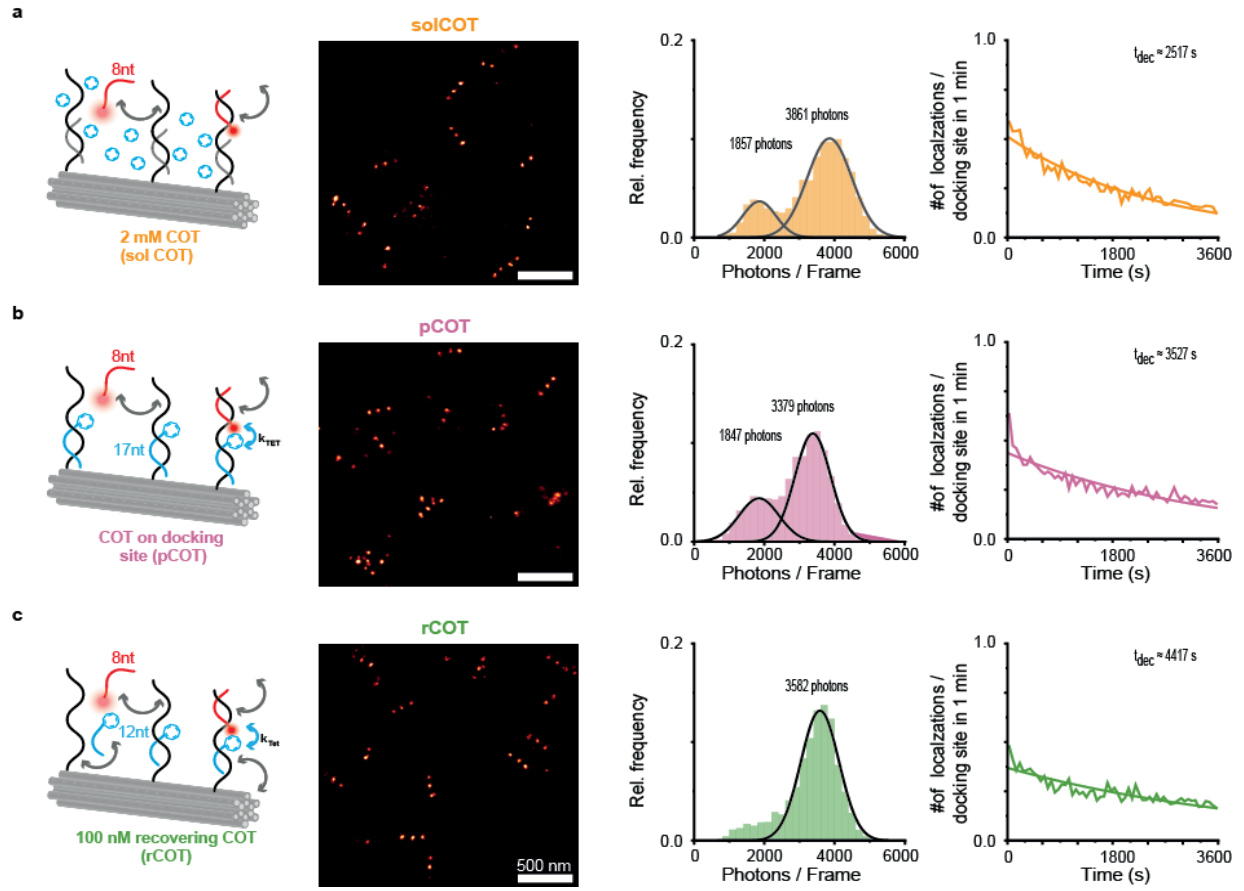 a
solCOT
8nt
2 mM COT
(sol COT)
Rel. frequency
0.2
0.0
1857 photons
3861 photons
0 2000 4000 6000
Photons / Frame
#of localzations /
docking site in 1 min
1.0
0.0
tdec ≈ 2517 s
0 1800 3600
Time (s)
b
pCOT
8nt
17nt
kTET
COT on docking
site (pCOT)
Rel. frequency
0.2
0.0
1847 photons
3379 photons
0 2000 4000 6000
Photons / Frame
# of localzations /
docking site in 1 min
1.0
0.0
tdec ≈ 3527 s
0 1800 3600
Time (s)
c
rCOT
8nt
12nt
kTet
100 nM recovering COT
(rCOT)
500 nm
Rel. frequency
0.2
0.0
3582 photons
0 2000 4000 6000
Photons / Frame
# of localzations /
docking site in 1 min
1.0
0.0
tdec ≈ 4417 s
0 1800 3600
Time (s)